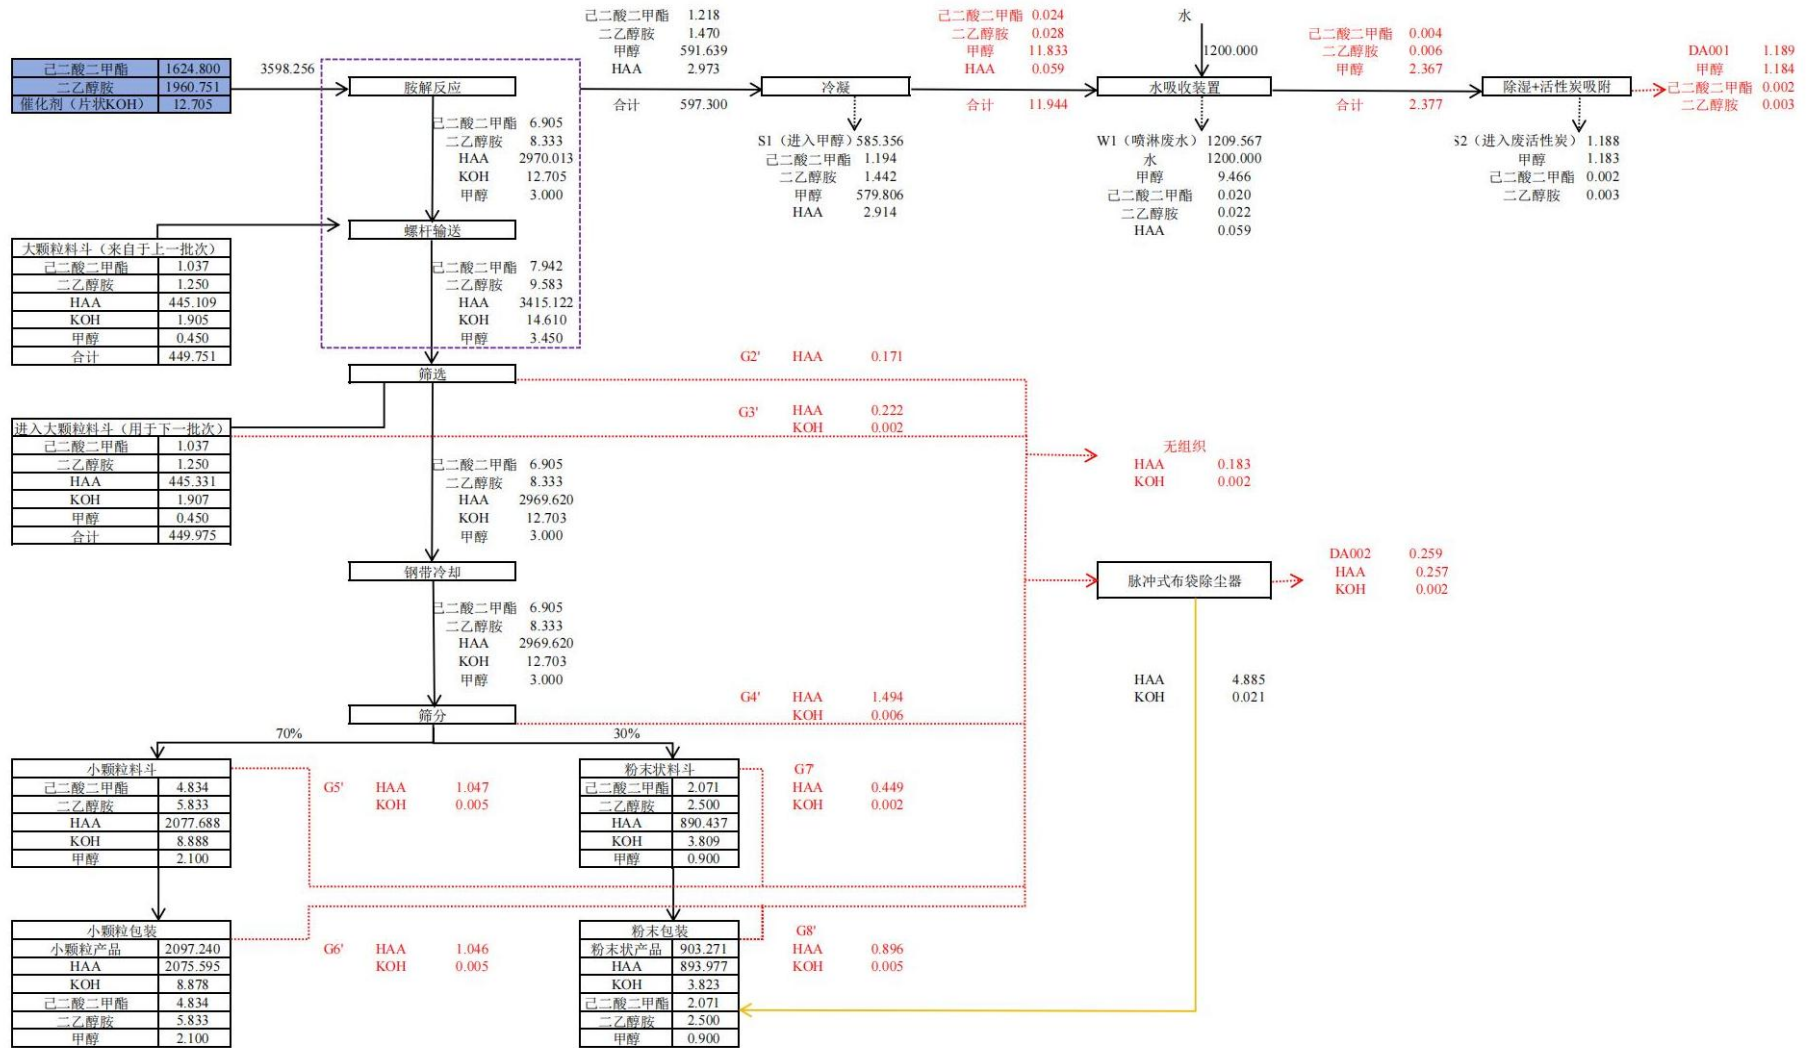 己二酸二甲酯 1.218
二乙醇胺 1.470
甲醇 591.639
HAA 2.973
合计 597.300
己二酸二甲酯 0.024
二乙醇胺 0.028
甲醇 11.833
HAA 0.059
合计 11.944
水
1200.000
己二酸二甲酯 0.004
二乙醇胺 0.006
甲醇 2.367
合计 2.377
DA001 1.189
甲醇 1.184
己二酸二甲酯 0.002
二乙醇胺 0.003
己二酸二甲酯 1624.800
二乙醇胺 1960.751
催化剂（片状KOH） 12.705
3598.256
胺解反应
冷凝
水吸收装置
除湿+活性炭吸附
己二酸二甲酯 6.905
二乙醇胺 8.333
HAA 2970.013
KOH 12.705
甲醇 3.000
S1（进入甲醇） 585.356
己二酸二甲酯 1.194
二乙醇胺 1.442
甲醇 579.806
HAA 2.914
W1（喷淋废水） 1209.567
水 1200.000
甲醇 9.466
己二酸二甲酯 0.020
二乙醇胺 0.022
HAA 0.059
S2（进入废活性炭） 1.188
甲醇 1.183
己二酸二甲酯 0.002
二乙醇胺 0.003
螺杆输送
大颗粒料斗（来自于上一批次）
己二酸二甲酯 1.037
二乙醇胺 1.250
HAA 445.109
KOH 1.905
甲醇 0.450
合计 449.751
己二酸二甲酯 7.942
二乙醇胺 9.583
HAA 3415.122
KOH 14.610
甲醇 3.450
筛选
G2' HAA 0.171
G3' HAA 0.222
KOH 0.002
进入大颗粒料斗（用于下一批次）
己二酸二甲酯 1.037
二乙醇胺 1.250
HAA 445.331
KOH 1.907
甲醇 0.450
合计 449.975
己二酸二甲酯 6.905
二乙醇胺 8.333
HAA 2969.620
KOH 12.703
甲醇 3.000
无组织
HAA 0.183
KOH 0.002
钢带冷却
脉冲式布袋除尘器
DA002 0.259
HAA 0.257
KOH 0.002
己二酸二甲酯 6.905
二乙醇胺 8.333
HAA 2969.620
KOH 12.703
甲醇 3.000
HAA 4.885
KOH 0.021
筛分
G4' HAA 1.494
KOH 0.006
70%
30%
小颗粒料斗
己二酸二甲酯 4.834
二乙醇胺 5.833
HAA 2077.688
KOH 8.888
甲醇 2.100
G5' HAA 1.047
KOH 0.005
粉末状料斗
己二酸二甲酯 2.071
二乙醇胺 2.500
HAA 890.437
KOH 3.809
甲醇 0.900
G7'
HAA 0.449
KOH 0.002
小颗粒包装
小颗粒产品 2097.240
HAA 2075.595
KOH 8.878
己二酸二甲酯 4.834
二乙醇胺 5.833
甲醇 2.100
G6' HAA 1.046
KOH 0.005
粉末包装
粉末状产品 903.271
HAA 893.977
KOH 3.823
己二酸二甲酯 2.071
二乙醇胺 2.500
甲醇 0.900
G8'
HAA 0.896
KOH 0.005